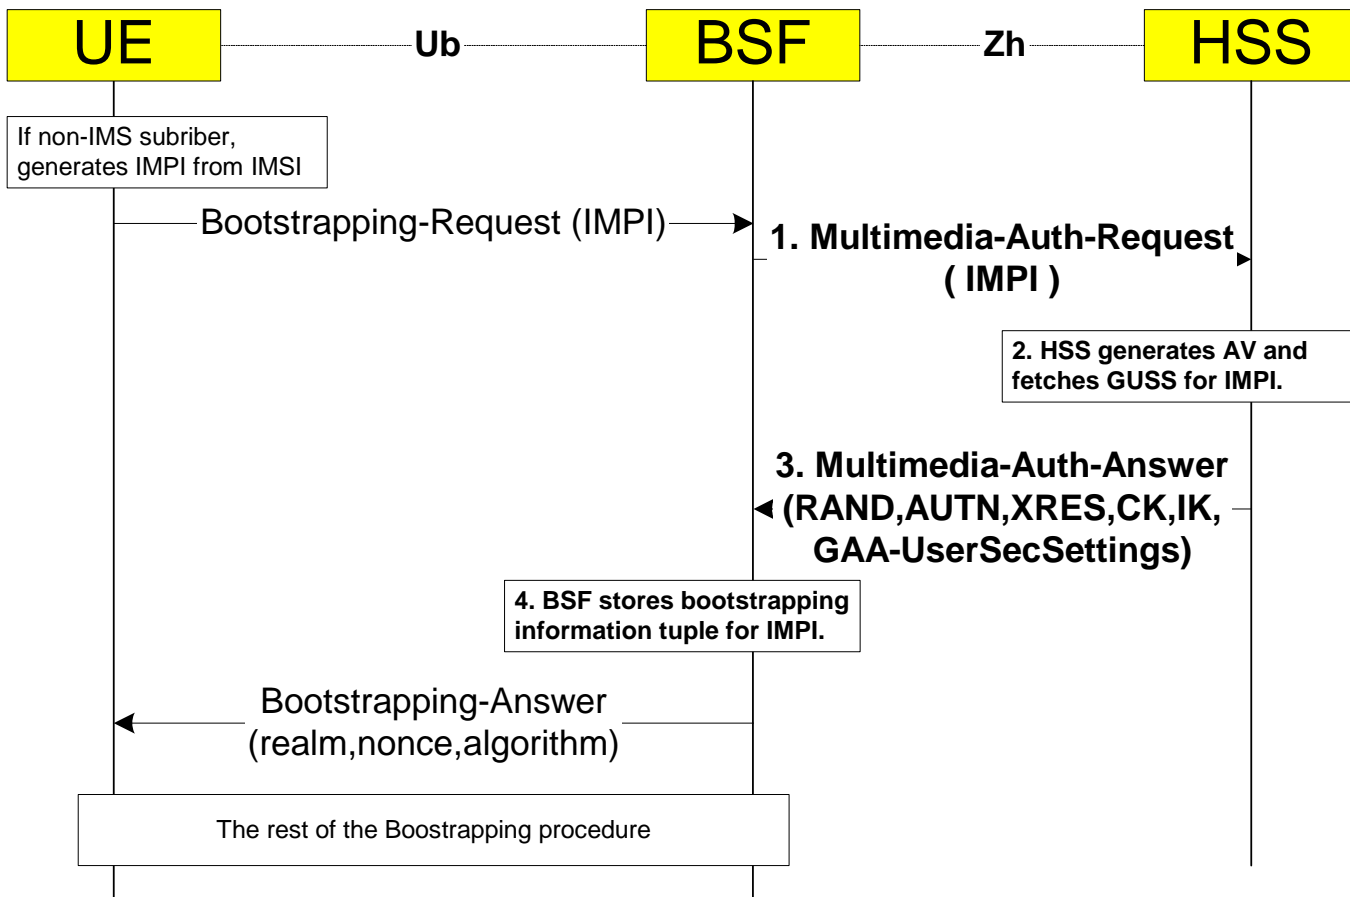 UE
Ub
BSF
Zh
HSS
If non-IMS subriber,
generates IMPI from IMSI
Bootstrapping-Request (IMPI)
1. Multimedia-Auth-Request
( IMPI )
2. HSS generates AV and
fetches GUSS for IMPI.
3. Multimedia-Auth-Answer
(RAND,AUTN,XRES,CK,IK,
GAA-UserSecSettings)
4. BSF stores bootstrapping
information tuple for IMPI.
Bootstrapping-Answer
(realm,nonce,algorithm)
The rest of the Boostrapping procedure